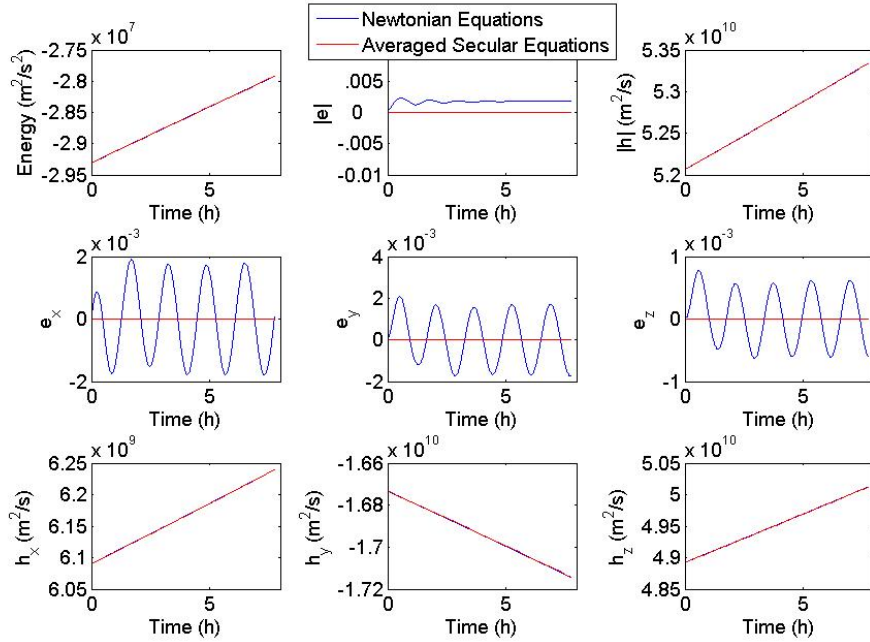 Newtonian Equations
Averaged Secular Equations
x 10^7
-2.75
-2.8
-2.85
-2.9
-2.95
Energy (m^2/s^2)
0 5
Time (h)
.005
0
-.005
-0.01
|e|
0 5
Time (h)
x 10^10
5.35
5.3
5.25
5.2
|h| (m^2/s)
0 5
Time (h)
x 10^-3
2
0
-2
e_x
0 5
Time (h)
x 10^-3
4
2
0
-2
e_y
0 5
Time (h)
x 10^-3
1
0
-1
e_z
0 5
Time (h)
x 10^9
6.25
6.2
6.15
6.1
6.05
h_x (m^2/s)
0 5
Time (h)
x 10^10
-1.66
-1.68
-1.7
-1.72
h_y (m^2/s)
0 5
Time (h)
x 10^10
5.05
5
4.95
4.9
4.85
h_z (m^2/s)
0 5
Time (h)